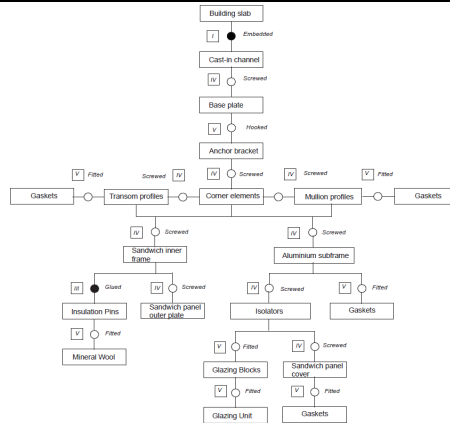 Building slab
I Embedded
Cast-in channel
IV Screwed
Base plate
V Hooked
Anchor bracket
V Fitted Screwed IV IV Screwed IV Screwed V Fitted
Gaskets Transom profiles Corner elements Mullion profiles Gaskets
IV Screwed IV Screwed
Sandwich inner
frame
Aluminium subframe
III Glued IV Screwed IV Screwed V Fitted
Insulation Pins Sandwich panel
outer plate
Isolators Gaskets
V Fitted V Fitted IV Screwed
Mineral Wool Glazing Blocks Sandwich panel
cover
V Fitted V Fitted
Glazing Unit Gaskets